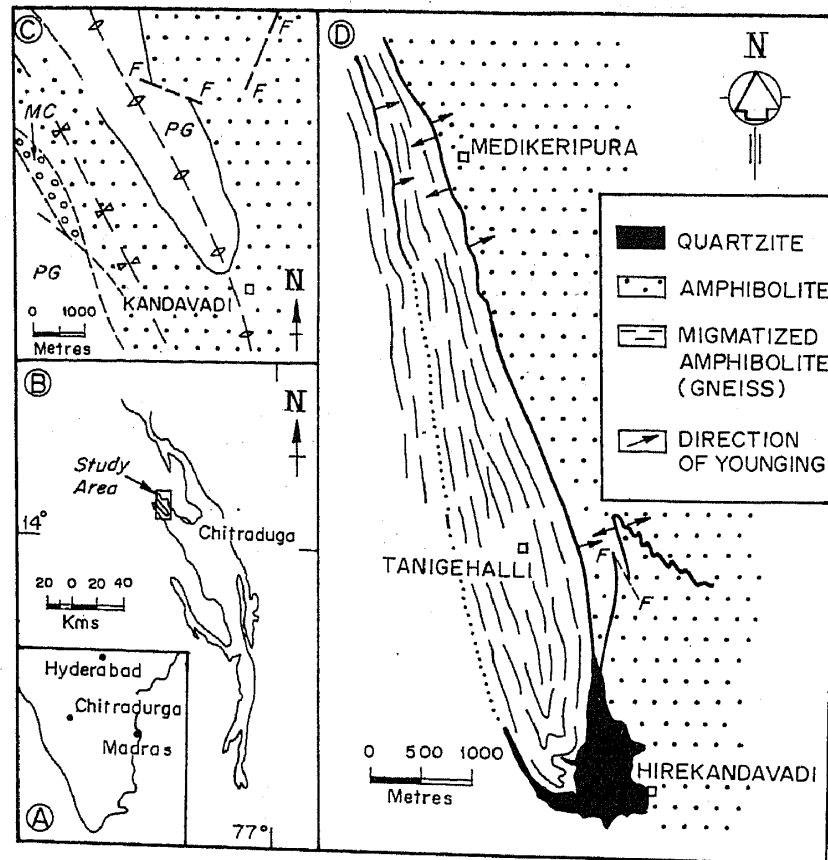 C
F
F
F
F
MC
PG
PG
KANDAVADI
N
0 1000
Metres
B
N
Study
Area
14°
Chitraduga
20 0 20 40
Kms
Hyderabad
Chitradurga
Madras
A
77°
D
N
MEDIKERIPURA
QUARTZITE
AMPHIBOLITE
MIGMATIZED
AMPHIBOLITE
(GNEISS)
DIRECTION
OF YOUNGING
TANIGEHALLI
F
F
0 500 1000
Metres
HIREKANDAVADI